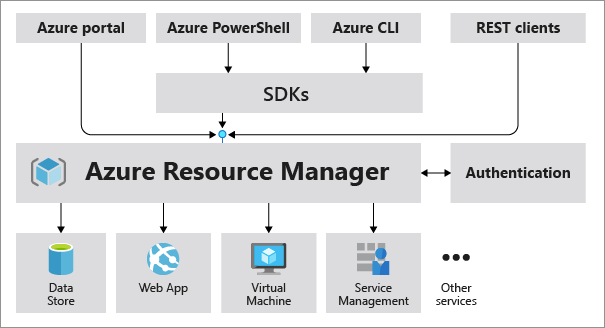 Azure portal
Azure PowerShell
Azure CLI
REST clients
SDKs
Azure Resource Manager
Authentication
Data
Store
Web App
Virtual
Machine
Service
Management
Other
services